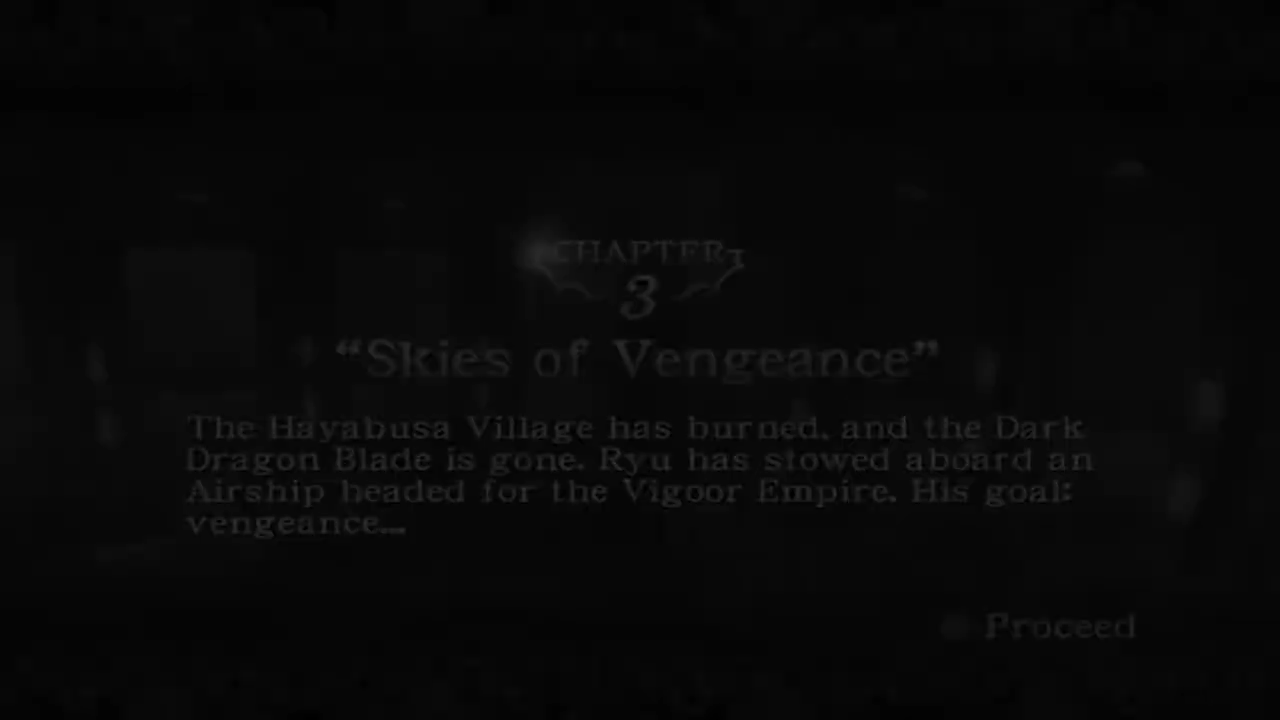 CHAPTER
3
“Skies of Vengeance”
The Hayabusa Village has burned, and the Dark
Dragon Blade is gone. Ryu has stowed aboard an
Airship headed for the Vigoor Empire. His goal:
vengeance...
Proceed